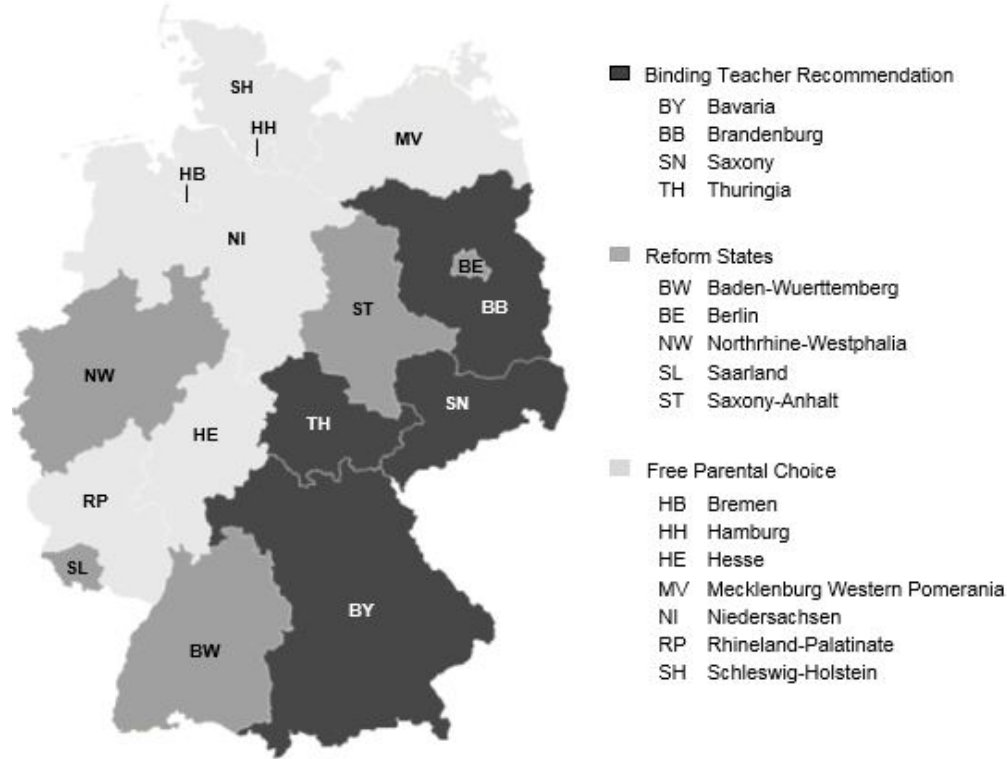 SH
HH
MV
HB
NI
BE
BB
ST
NW
SN
TH
HE
RP
SL
BY
BW
Binding Teacher Recommendation
BY Bavaria
BB Brandenburg
SN Saxony
TH Thuringia
Reform States
BW Baden-Wuerttemberg
BE Berlin
NW Northrhine-Westphalia
SL Saarland
ST Saxony-Anhalt
Free Parental Choice
HB Bremen
HH Hamburg
HE Hesse
MV Mecklenburg Western Pomerania
NI Niedersachsen
RP Rhineland-Palatinate
SH Schleswig-Holstein